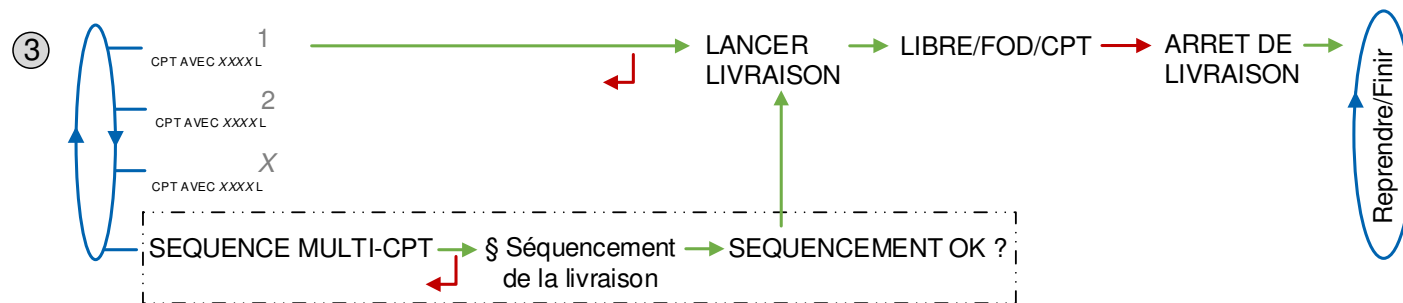 3
1
CPT AVEC XXXX L
2
CPT AVEC XXXX L
X
CPT AVEC XXXX L
LANCER
LIVRAISON
LIBRE/FOD/CPT
ARRET DE
LIVRAISON
Reprendre/Finir
SEQUENCE MULTI-CPT
§ Séquencement
de la livraison
SEQUENCEMENT OK ?